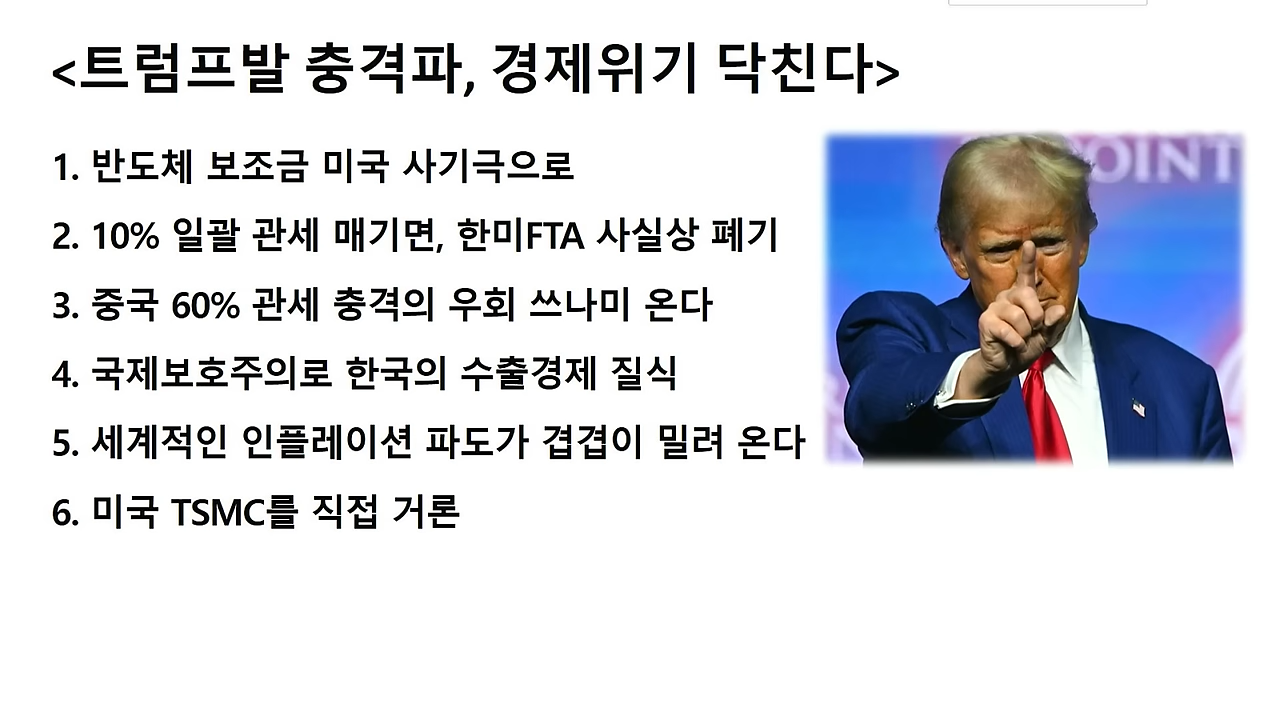 <트럼프발 충격파, 경제위기 닥친다>
1. 반도체 보조금 미국 사기극으로
2. 10% 일괄 관세 매기면, 한미FTA 사실상 폐기
3. 중국 60% 관세 충격의 우회 쓰나미 온다
4. 국제보호주의로 한국의 수출경제 질식
5. 세계적인 인플레이션 파도가 겹겹이 밀려 온다
6. 미국 TSMC를 직접 거론
POINT